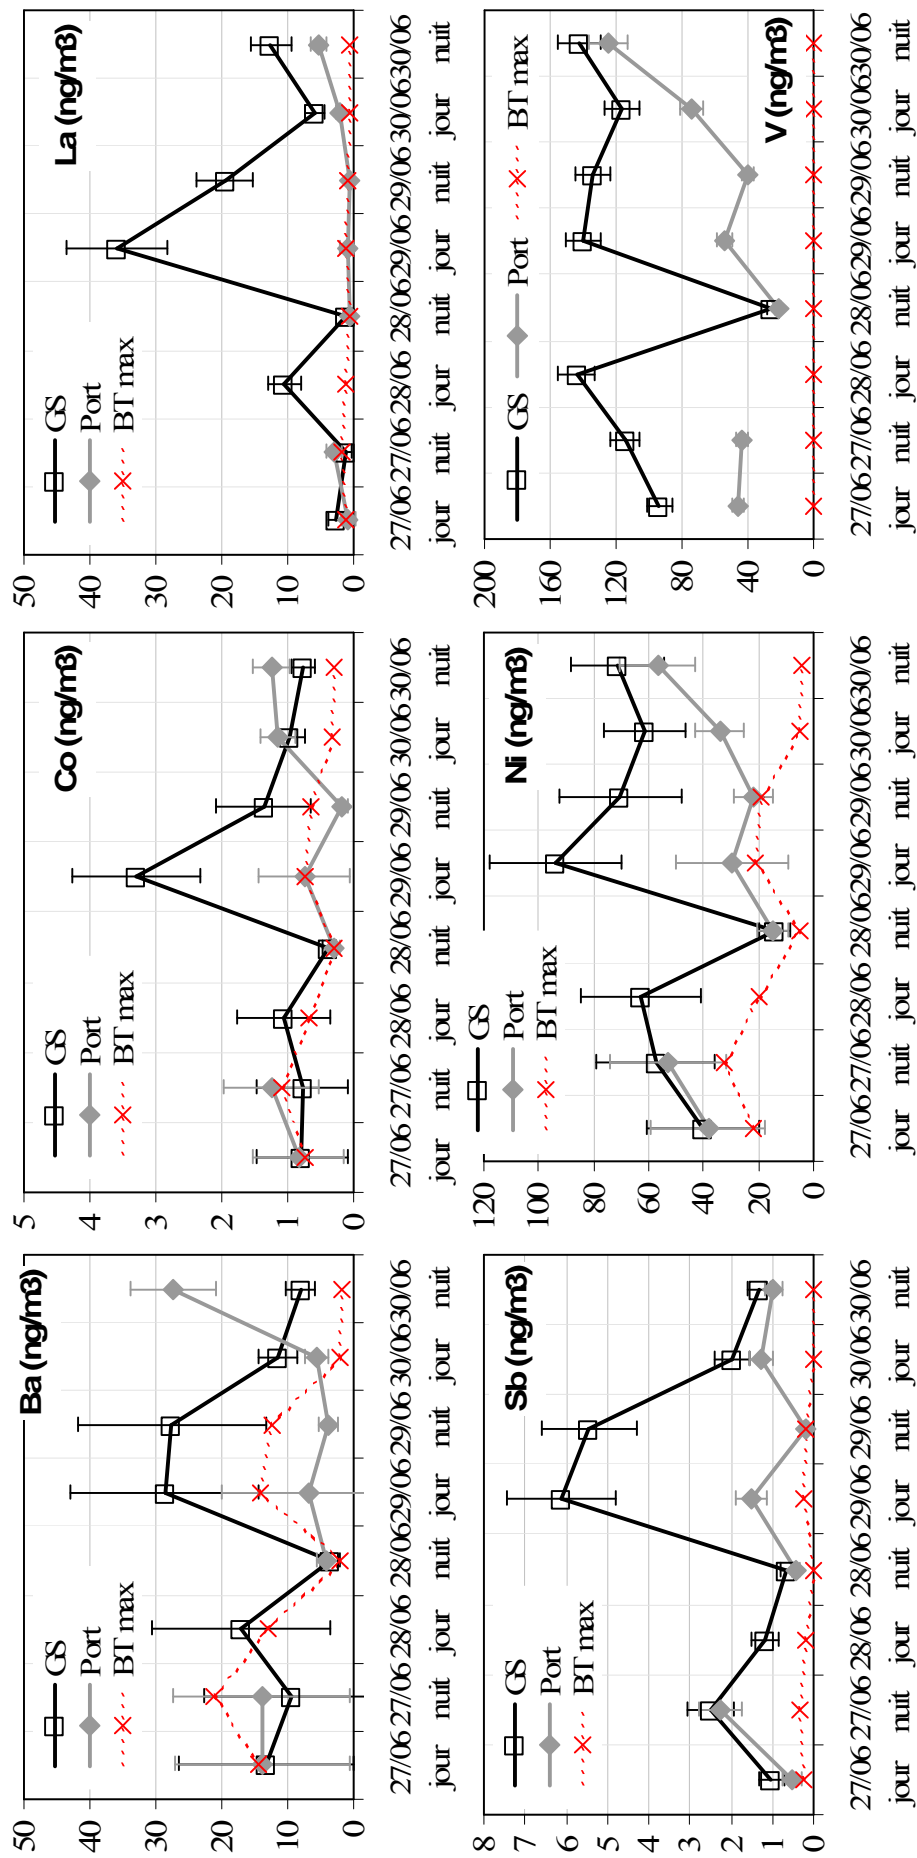 Ba (ng/m3)
50
40
30
20
10
0
GS
Port
BT max
27/06 27/06 28/06 28/06 29/06 29/06 30/06 30/06
jour nuit jour nuit jour nuit jour nuit
Co (ng/m3)
5
4
3
2
1
0
GS
Port
BT max
27/06 27/06 28/06 28/06 29/06 29/06 30/06 30/06
jour nuit jour nuit jour nuit jour nuit
La (ng/m3)
50
40
30
20
10
0
GS
Port
BT max
27/06 27/06 28/06 28/06 29/06 29/06 30/06 30/06
jour nuit jour nuit jour nuit jour nuit
Sb (ng/m3)
8
7
6
5
4
3
2
1
0
GS
Port
BT max
27/06 27/06 28/06 28/06 29/06 29/06 30/06 30/06
jour nuit jour nuit jour nuit jour nuit
Ni (ng/m3)
120
100
80
60
40
20
0
GS
Port
BT max
27/06 27/06 28/06 28/06 29/06 29/06 30/06 30/06
jour nuit jour nuit jour nuit jour nuit
200
160
120
80
40
0
GS Port BT max
V (ng/m3)
27/06 27/06 28/06 28/06 29/06 29/06 30/06 30/06
jour nuit jour nuit jour nuit jour nuit